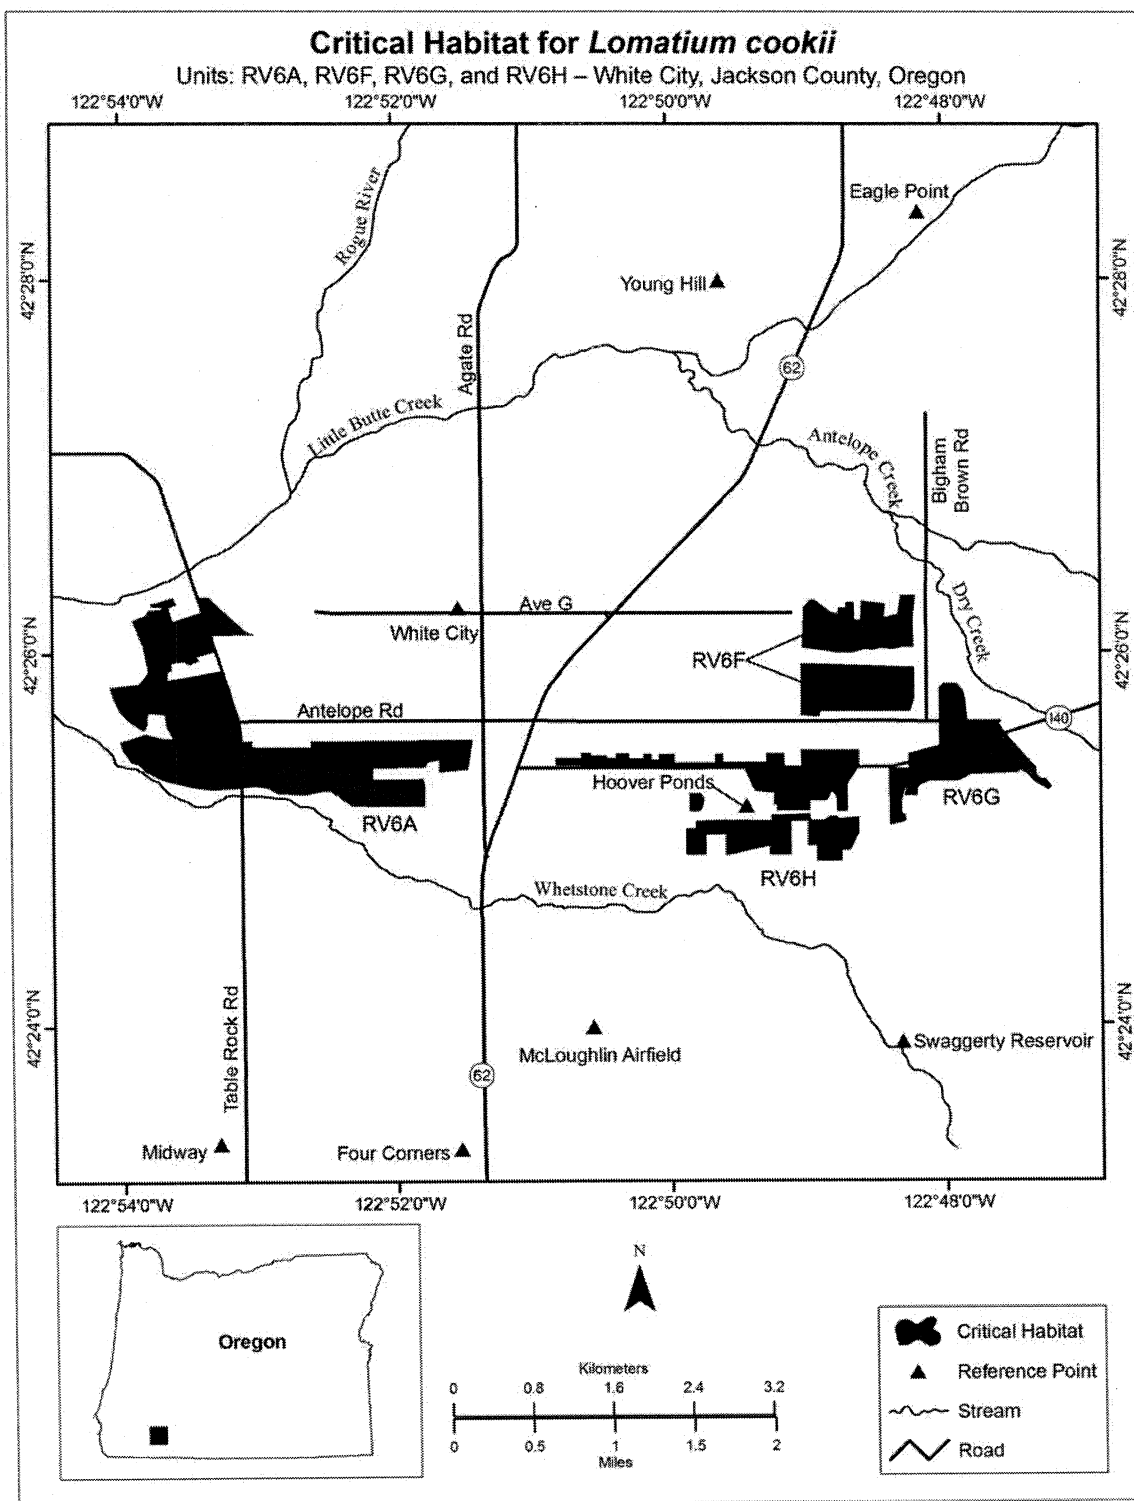 Critical Habitat for Lomatium cookii
Units: RV6A, RV6F, RV6G, and RV6H – White City, Jackson County, Oregon
122°54'0"W
122°52'0"W
122°50'0"W
122°48'0"W
Eagle Point
Rogue River
42°28'0"N
42°28'0"N
Young Hill
Agate Rd
62
Little Butte Creek
Antelope Creek
Bigham
Brown Rd
Ave G
White City
Dry Creek
42°26'0"N
42°26'0"N
RV6F
Antelope Rd
140
Hoover Ponds
RV6G
RV6A
RV6H
Whetstone Creek
42°24'0"N
42°24'0"N
Table Rock Rd
McLoughlin Airfield
Swaggerty Reservoir
62
Midway
Four Corners
122°54'0"W
122°52'0"W
122°50'0"W
122°48'0"W
Oregon
N
Kilometers
0 0.8 1.6 2.4 3.2
0 0.5 1 1.5 2
Miles
Critical Habitat
Reference Point
Stream
Road